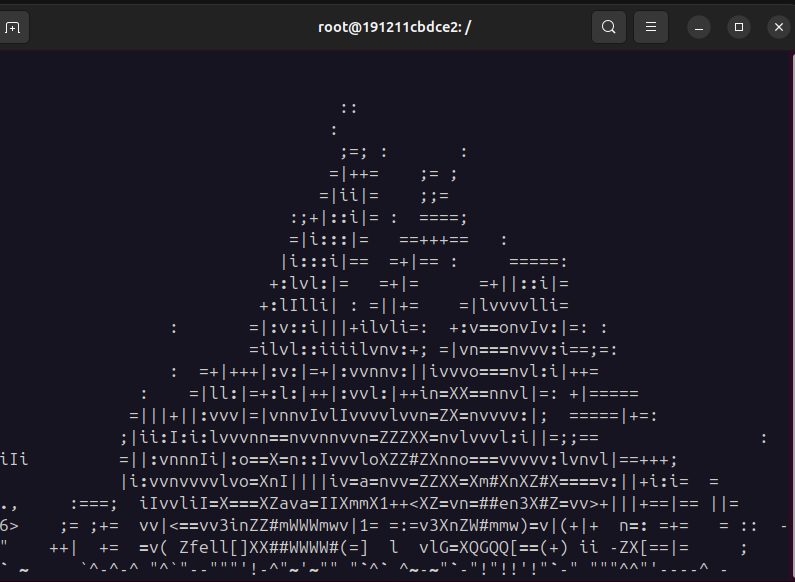 root@191211cbdce2: /
::
:
;=; :       :
=|++=    ;= ;
=|ii|=    ;;=
:;+|::i|= :  ====;
=|i:::|=   ==+++==   :
|i:::i|==  =+|== :     =====:
+:lvl:|=   =+|=      =+||::i|=
+:lIlli| : =||+=    =|lvvvvlli=
:       =|:v::i|||+ilvli=:  +:v==onvIv:|=: :
=ilvl::iiiilvnv:+; =|vn===nvvv:i==;=:
:  =+|+++|:v:|=+|:vvnnv:||ivvvo===nvl:i|++=
:    =|ll:|=+:l:|++|:vvl:|++in=XX==nnvl|=: +|=====
=|||+||:vvv|=|vnnvIvlIvvvvlvvn=ZX=nvvvv:|;  =====|+=:
;|ii:I:i:lvvvnn==nvvnnvvn=ZZZXX=nvlvvvl:i||=;;==                :
iIi         =||:vnnnIi|:o==X=n::IvvvloXZZ#ZXnno===vvvvv:lvnvl|==+++;
|i:vvnvvvvlvo=XnI||||iv=a=nvv=ZZXX=Xm#XnXZ#X====v:||+i:i=  =
.,     :===;  iIvvliI=X===XZava=IIXmmX1++<XZ=vn=##en3X#Z=vv>+|||+==|== ||=
6>    ;= ;+=  vv|<==vv3inZZ#mWWWmwv|1= =:=v3XnZW#mmw)=v|(+|+  n=: =+=   = ::  -
"    ++|  +=  =v( Zfell[]XX##WWWW#(=]  l  vlG=XQGQQ[==(+) ii -ZX[==|=     ;
` ~     `^-^-^ "^`"--"""'!-^"~'~"" "`^` ^~-~"`-"!"!!'!"`-" """^^"'----^ -